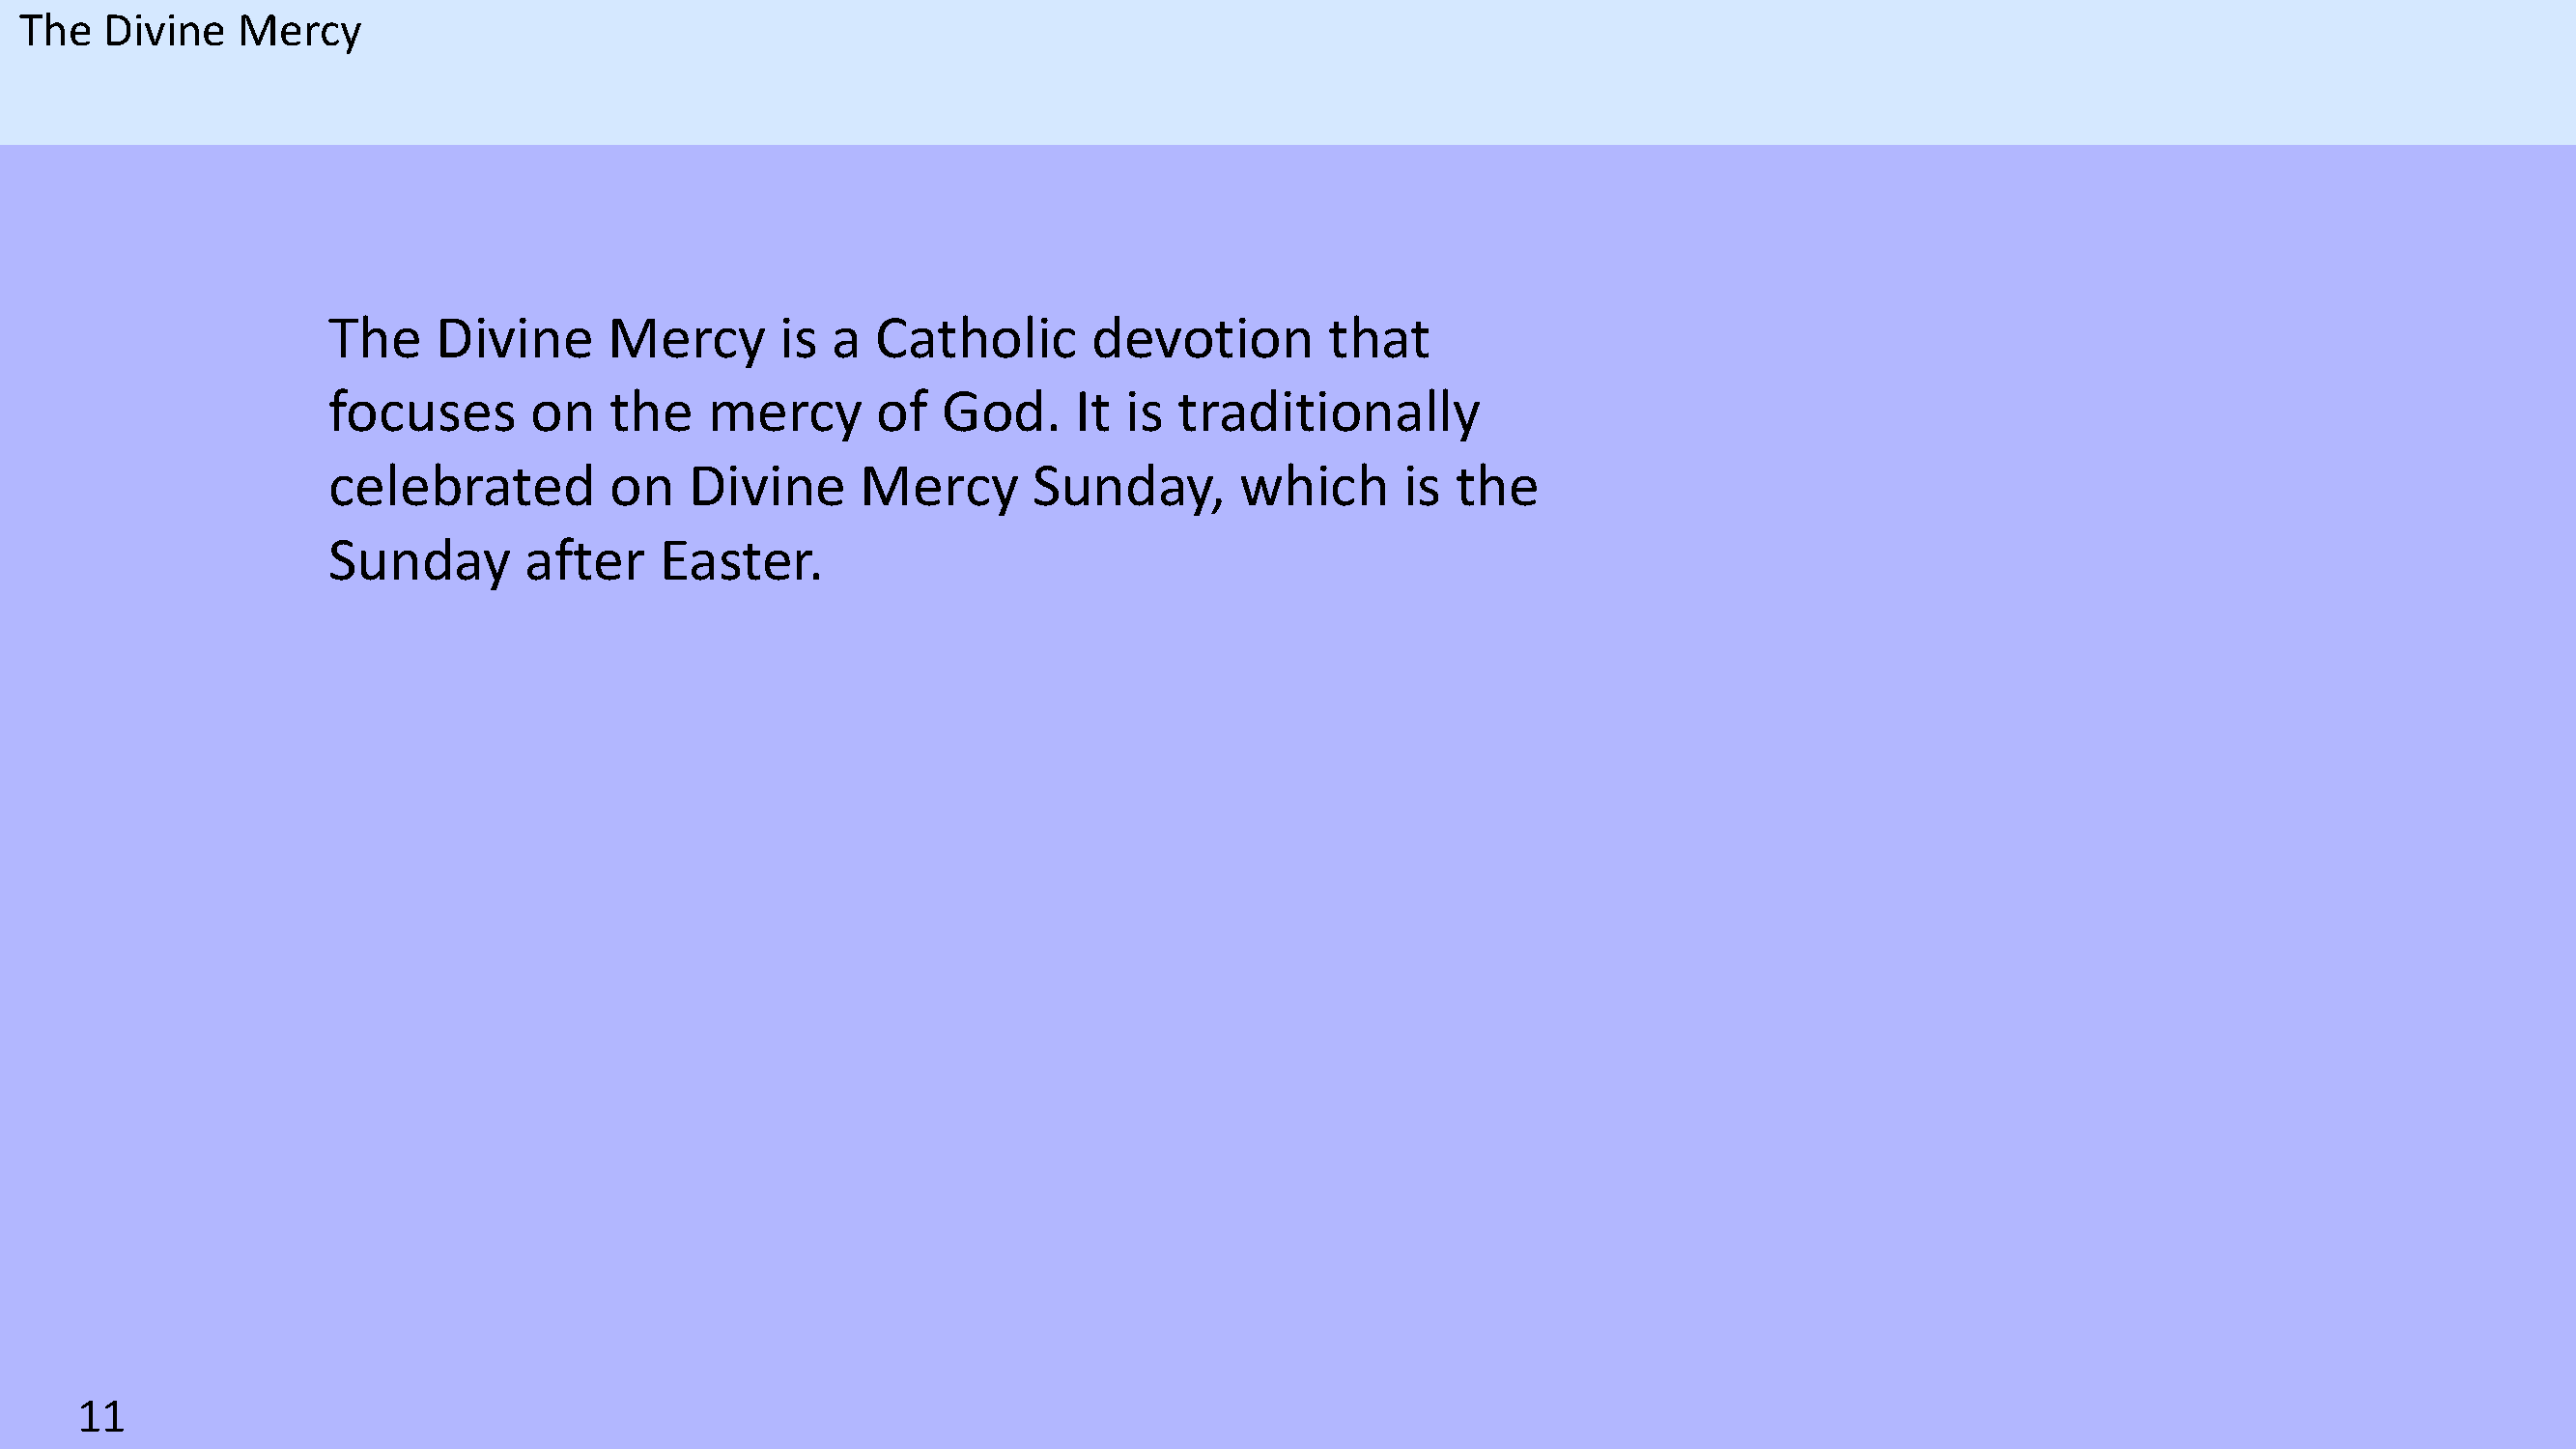 The Divine Mercy
The Divine Mercy is a Catholic devotion that
focuses on the mercy of God. It is traditionally
celebrated on Divine Mercy Sunday, which is the
Sunday after Easter.
11